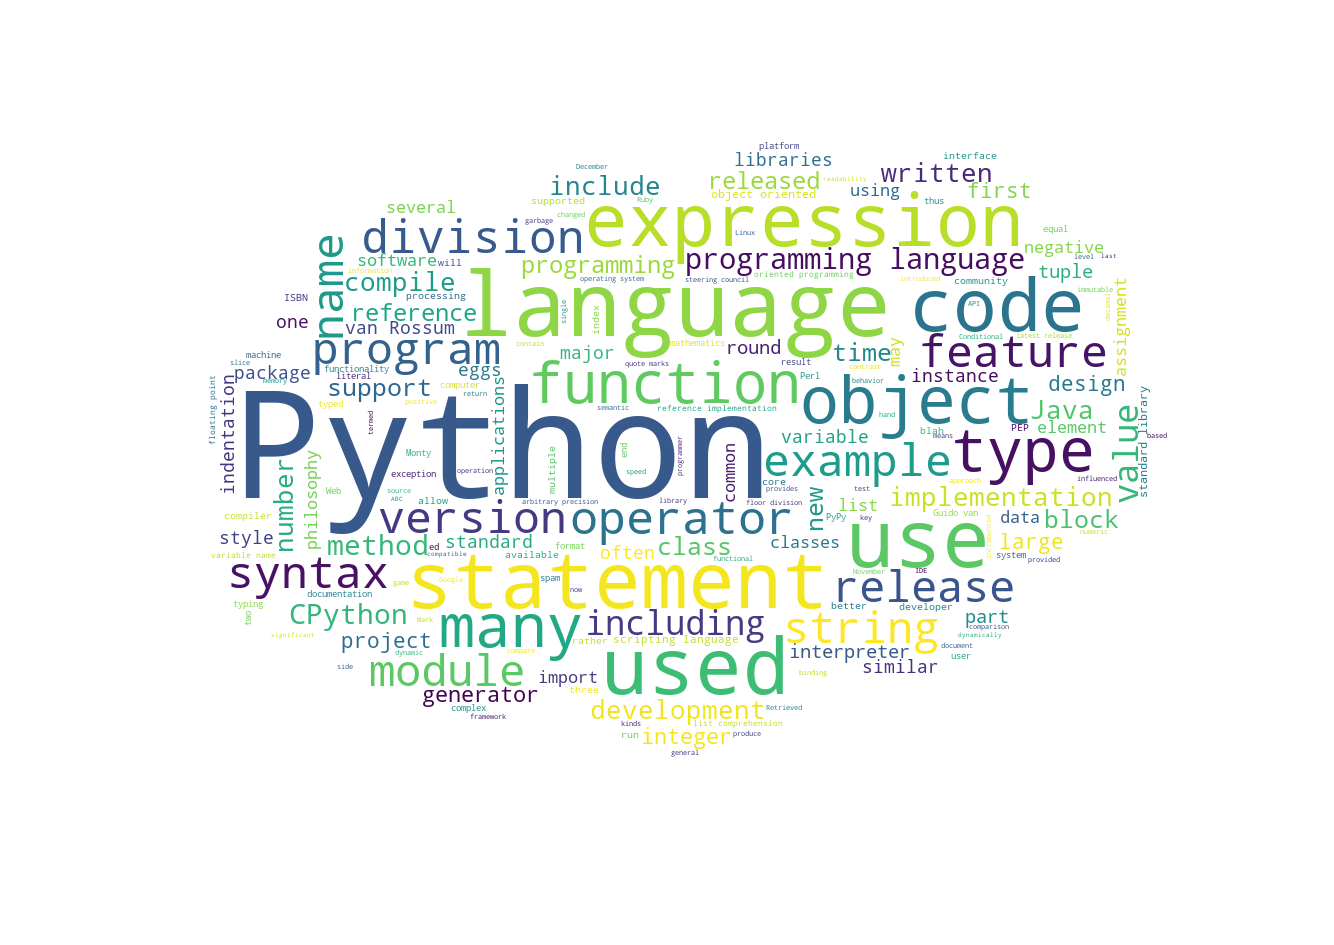 platform
libraries
interface
December
include
released
readability
written
object oriented
using
first
supported
Ruby
thus
several
changed
garbage
expression
equal
division
Linux
negative
name
software
will
programming
programming language
level
last
information
operating system
steering council
oriented programming
introduced
community
tuple
compile
processing
language
code
API
immutable
decimal
ISBN
reference
single
index
assignment
one
van Rossum
contain
mathematics
Conditional
latest release
program
major
round
time
may
feature
machine
slice
functionality
eggs
quote marks
result
contrast
package
literal
function
Perl
behavior
instance
design
floating point
memory
support
computer
return
object
hand
standard library
indentation
typed
positive
applications
semantic
reference implementation
Java
value
Python
termed
blah
PEP
element
variable
means
type
based
Monty
end
programmer
common
example
philosophy
number
exception
operation
multiple
speed
core
approach
influenced
Web
source
ABC
allow
arbitrary precision
library
floor division
provides
test
new
list
implementation
compiler
version
operator
PyPy
key
Guido van
incremental
data
block
numeric
style
method
ed
standard
format
often
class
classes
use
large
variable name
compatible
available
functional
system
provided
syntax
game
Google
statement
spam
now
November
IDE
release
documentation
typing
two
CPython
Mark
many
including
better
developer
string
part
comparison
dynamically
significant
project
dynamic
compare
rather
scripting language
interpreter
document
user
side
module
import
used
binding
similar
generator
three
complex
framework
development
Retrieved
kinds
list comprehension
run
integer
produce
general